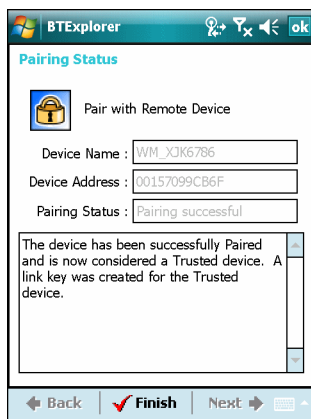 BTExplorer
ok
Pairing Status
Pair with Remote Device
Device Name : WM_XJK6786
Device Address : 00157099CB6F
Pairing Status : Pairing successful
The device has been successfully Paired
and is now considered a Trusted device.  A
link key was created for the Trusted
device.
Back Finish Next